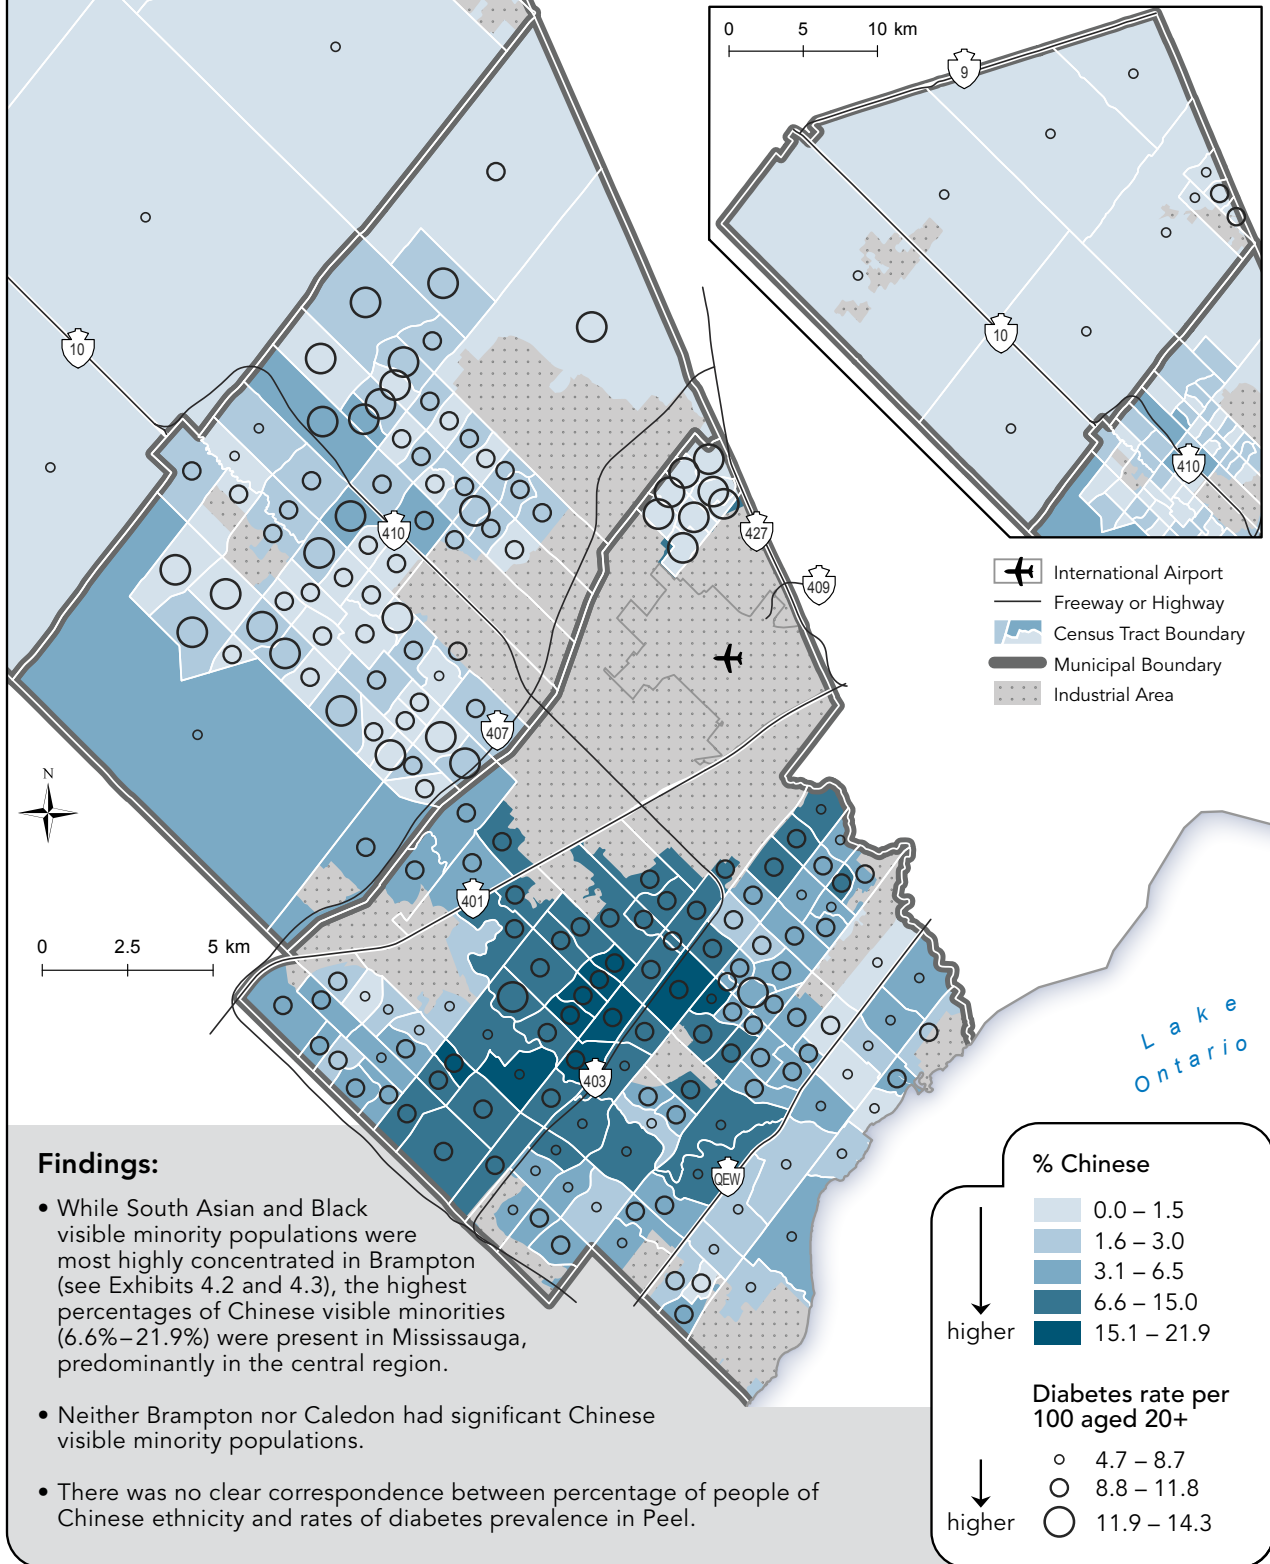 0 5 10 km
9
10
410
10
410
427
409
407
401
403
QEW
N
0 2.5 5 km
International Airport
Freeway or Highway
Census Tract Boundary
Municipal Boundary
Industrial Area
Lake
Ontario
Findings:
• While South Asian and Black
visible minority populations were
most highly concentrated in Brampton
(see Exhibits 4.2 and 4.3), the highest
percentages of Chinese visible minorities
(6.6%–21.9%) were present in Mississauga,
predominantly in the central region.
• Neither Brampton nor Caledon had significant Chinese
visible minority populations.
• There was no clear correspondence between percentage of people of
Chinese ethnicity and rates of diabetes prevalence in Peel.
% Chinese
0.0 – 1.5
1.6 – 3.0
3.1 – 6.5
6.6 – 15.0
higher 15.1 – 21.9
Diabetes rate per
100 aged 20+
4.7 – 8.7
8.8 – 11.8
higher 11.9 – 14.3